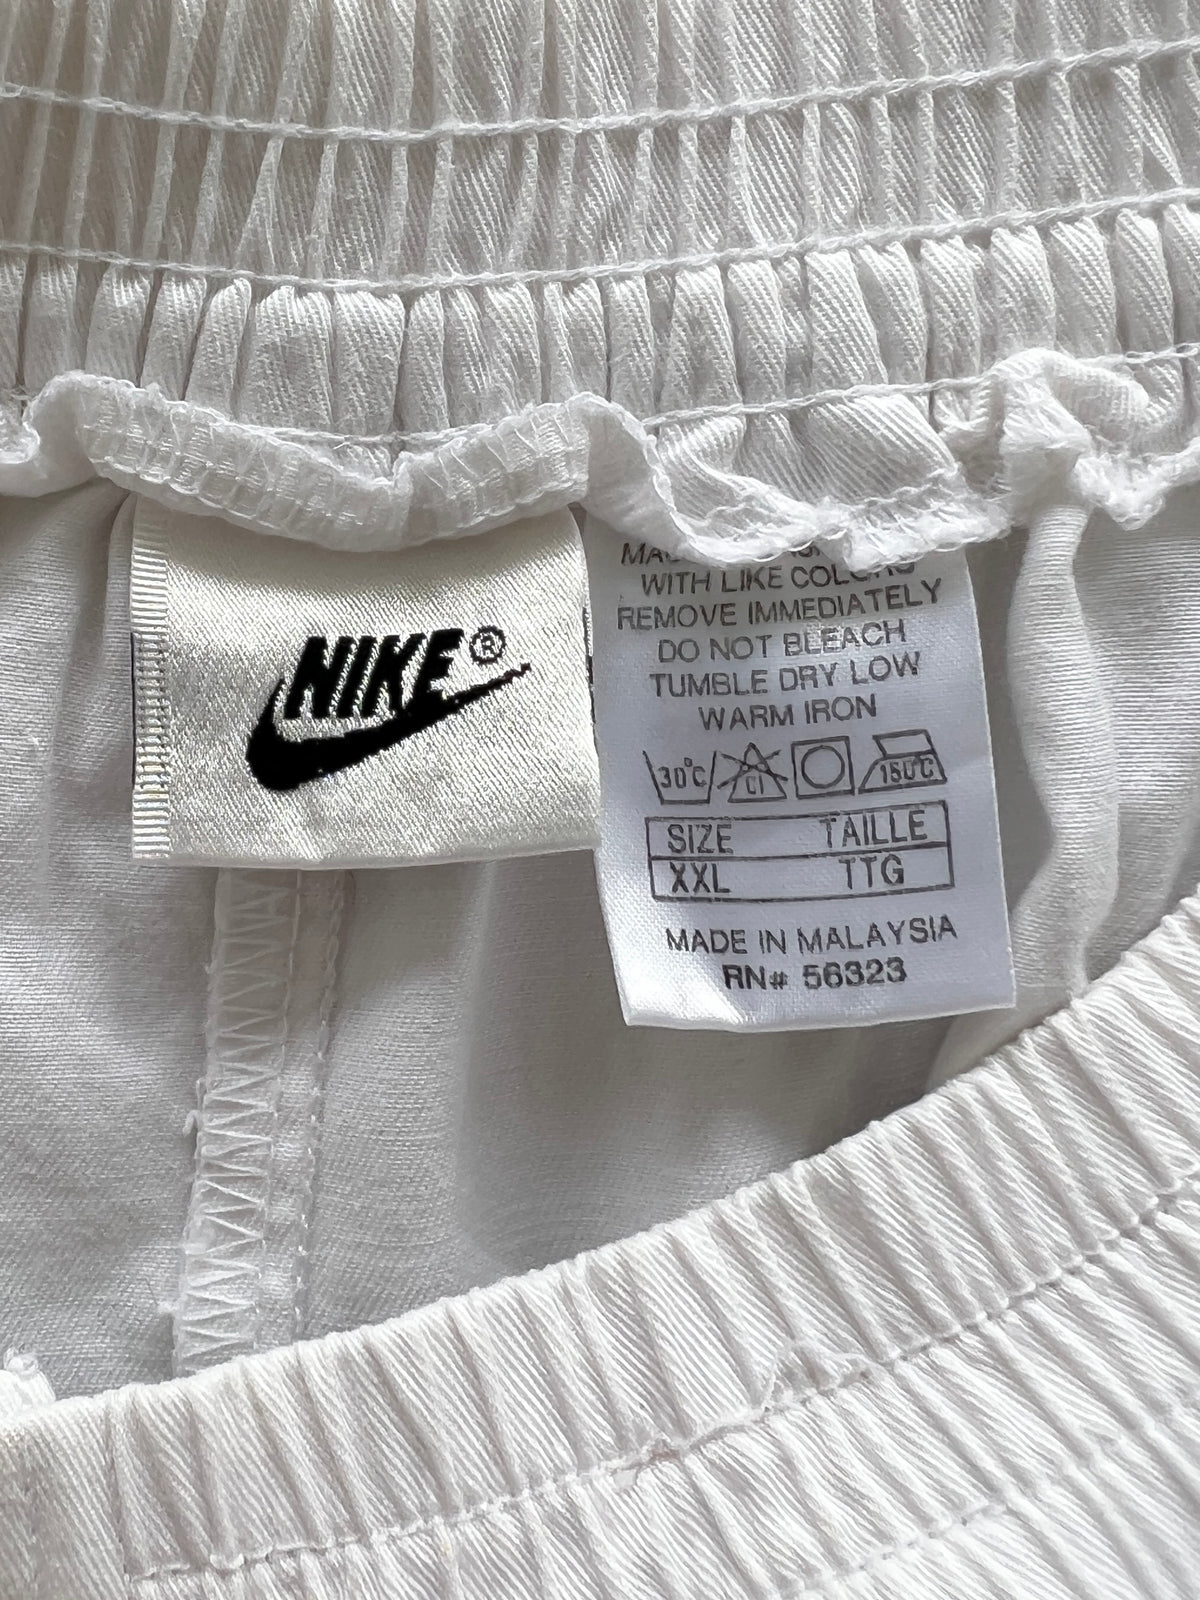 NIKE®
WITH LIKE COLORS
REMOVE IMMEDIATELY
DO NOT BLEACH
TUMBLE DRY LOW
WARM IRON
30°C Cl 150°C
SIZE TAILLE
XXL TTG
MADE IN MALAYSIA
RN# 56323